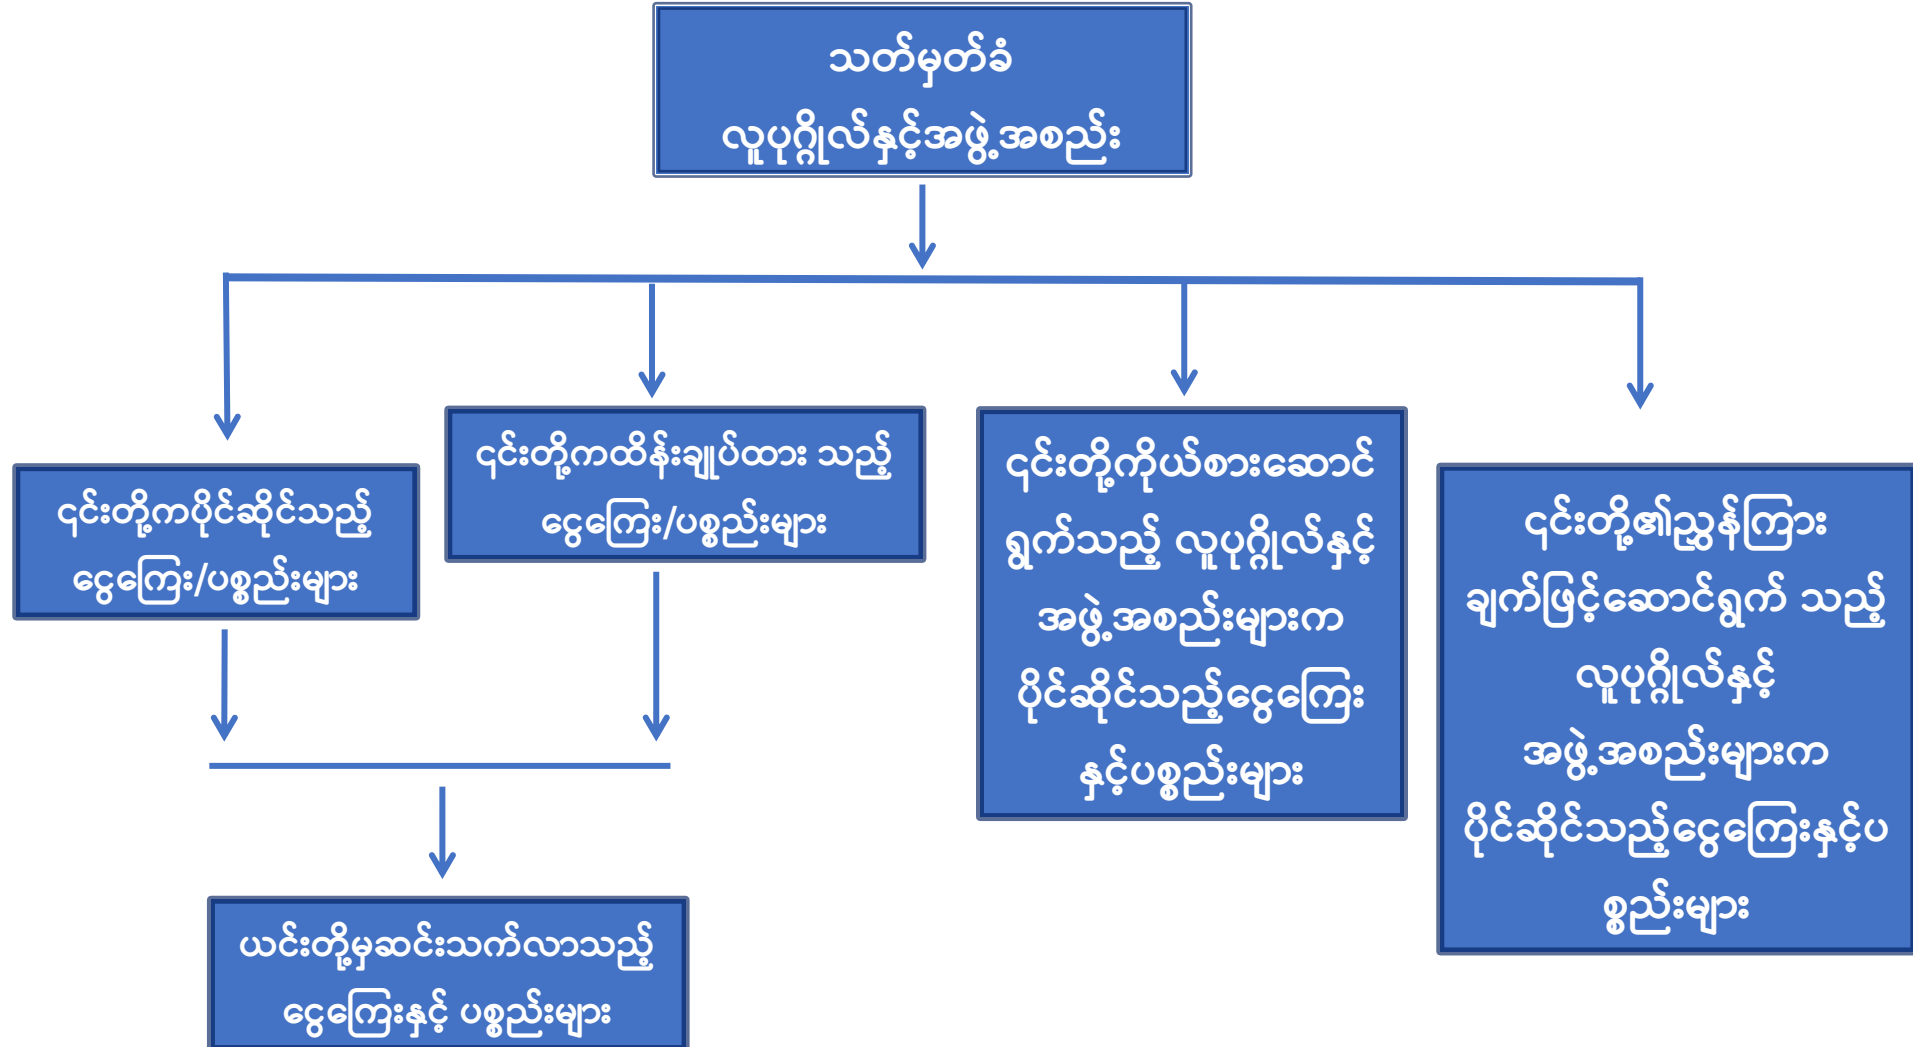 သတ်မှတ်ခံ
လူပုဂ္ဂိုလ်နှင့်အဖွဲ့အစည်း
၎င်းတို့ကပိုင်ဆိုင်သည့်
ငွေကြေး/ပစ္စည်းများ
၎င်းတို့ကထိန်းချုပ်ထား သည့်
ငွေကြေး/ပစ္စည်းများ
၎င်းတို့ကိုယ်စားဆောင်
ရွက်သည့် လူပုဂ္ဂိုလ်နှင့်
အဖွဲ့အစည်းများက
ပိုင်ဆိုင်သည့်ငွေကြေး
နှင့်ပစ္စည်းများ
၎င်းတို့၏ညွှန်ကြား
ချက်ဖြင့်ဆောင်ရွက် သည့်
လူပုဂ္ဂိုလ်နှင့်
အဖွဲ့အစည်းများက
ပိုင်ဆိုင်သည့်ငွေကြေးနှင့်ပ
စ္စည်းများ
ယင်းတို့မှဆင်းသက်လာသည့်
ငွေကြေးနှင့် ပစ္စည်းများ